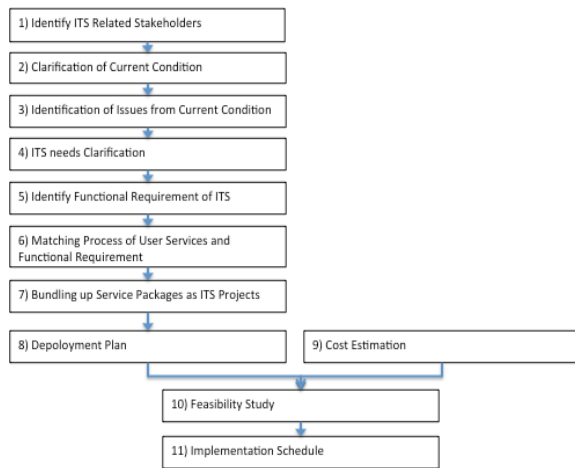 1) Identify ITS Related Stakeholders
2) Clarification of Current Condition
3) Identification of Issues from Current Condition
4) ITS needs Clarification
5) Identify Functional Requirement of ITS
6) Matching Process of User Services and
Functional Requirement
7) Bundling up Service Packages as ITS Projects
8) Depoloyment Plan
9) Cost Estimation
10) Feasibility Study
11) Implementation Schedule